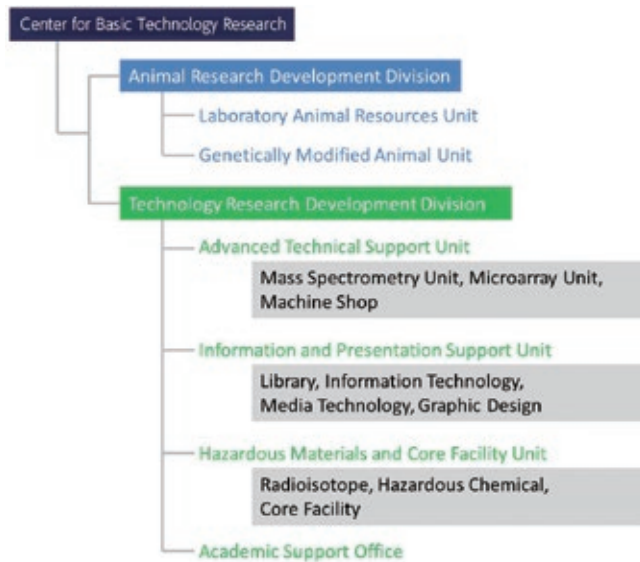 Center for Basic Technology Research
Animal Research Development Division
Laboratory Animal Resources Unit
Genetically Modified Animal Unit
Technology Research Development Division
Advanced Technical Support Unit
Mass Spectrometry Unit, Microarray Unit,
Machine Shop
Information and Presentation Support Unit
Library, Information Technology,
Media Technology, Graphic Design
Hazardous Materials and Core Facility Unit
Radioisotope, Hazardous Chemical,
Core Facility
Academic Support Office